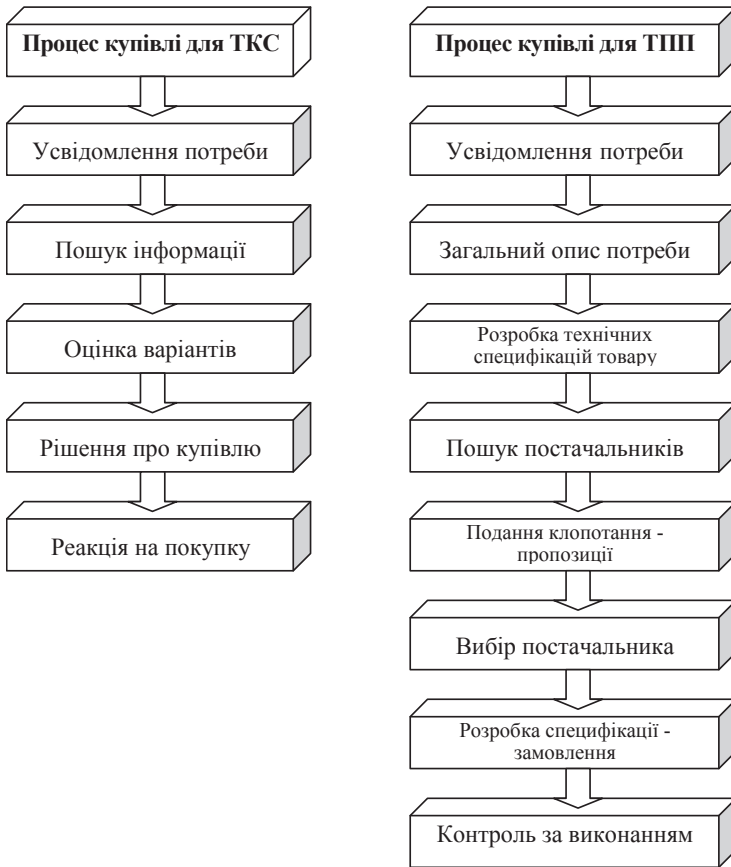 Процес купівлі для ТКС
Усвідомлення потреби
Пошук інформації
Оцінка варіантів
Рішення про купівлю
Реакція на покупку
Процес купівлі для ТПП
Усвідомлення потреби
Загальний опис потреби
Розробка технічних
специфікацій товару
Пошук постачальників
Подання клопотання -
пропозиції
Вибір постачальника
Розробка специфікації -
замовлення
Контроль за виконанням